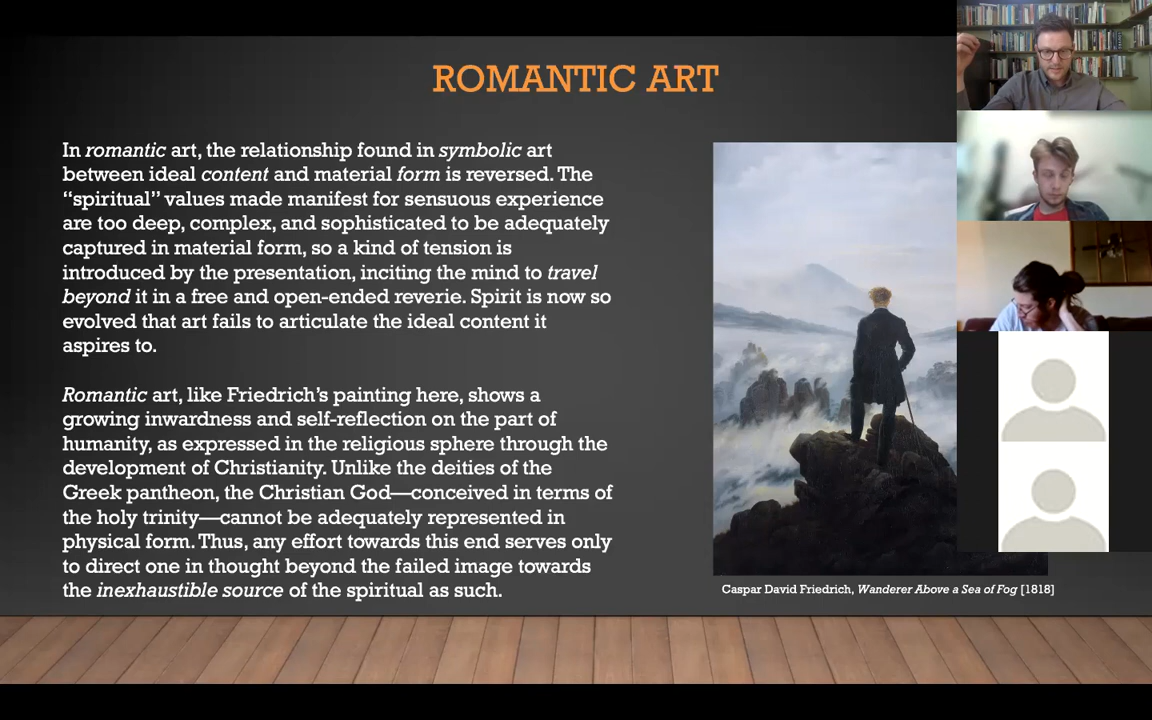 ROMANTIC ART
In romantic art, the relationship found in symbolic art
between ideal content and material form is reversed. The
“spiritual” values made manifest for sensuous experience
are too deep, complex, and sophisticated to be adequately
captured in material form, so a kind of tension is
introduced by the presentation, inciting the mind to travel
beyond it in a free and open-ended reverie. Spirit is now so
evolved that art fails to articulate the ideal content it
aspires to.
Romantic art, like Friedrich’s painting here, shows a
growing inwardness and self-reflection on the part of
humanity, as expressed in the religious sphere through the
development of Christianity. Unlike the deities of the
Greek pantheon, the Christian God—conceived in terms of
the holy trinity—cannot be adequately represented in
physical form. Thus, any effort towards this end serves only
to direct one in thought beyond the failed image towards
the inexhaustible source of the spiritual as such.
Caspar David Friedrich, Wanderer Above a Sea of Fog [1818]